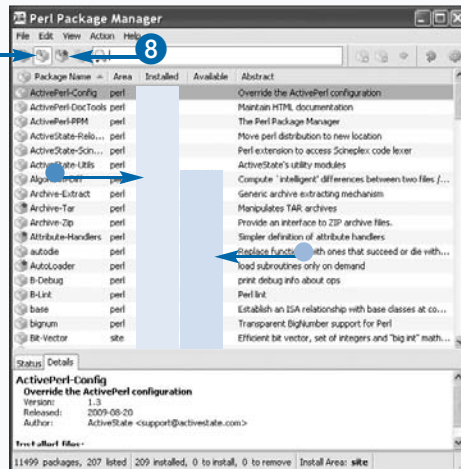 Perl Package Manager
File Edit View Action Help
8
Package Name Area Installed Available Abstract
ActivePerl-Config perl Override the ActivePerl configuration
ActivePerl-DocTools perl Maintain HTML documentation
ActivePerl-PPM perl The Perl Package Manager
ActiveState-Relo... perl Move perl distribution to new location
ActiveState-Scin... perl Perl extension to access Scineplex code lexer
ActiveState-Utils perl ActiveState's utility modules
Algorithm-Diff perl Compute `intelligent' differences between two files /...
Archive-Extract perl Generic archive extracting mechanism
Archive-Tar perl Manipulates TAR archives
Archive-Zip perl Provide an interface to ZIP archive files.
Attribute-Handlers perl Simpler definition of attribute handlers
autodie perl Replace functions with ones that succeed or die with...
AutoLoader perl load subroutines only on demand
B-Debug perl print debug info about ops
B-Lint perl Perl lint
base perl Establish an ISA relationship with base classes at co...
bignum perl Transparent BigNumber support for Perl
Bit-Vector site Efficient bit vector, set of integers and "big int" math...
Status Details
ActivePerl-Config
Override the ActivePerl configuration
Version: 1.3
Released: 2009-08-20
Author: ActiveState <support@activestate.com>
Installed files:
11499 packages, 207 listed 209 installed, 0 to install, 0 to remove Install Area: site